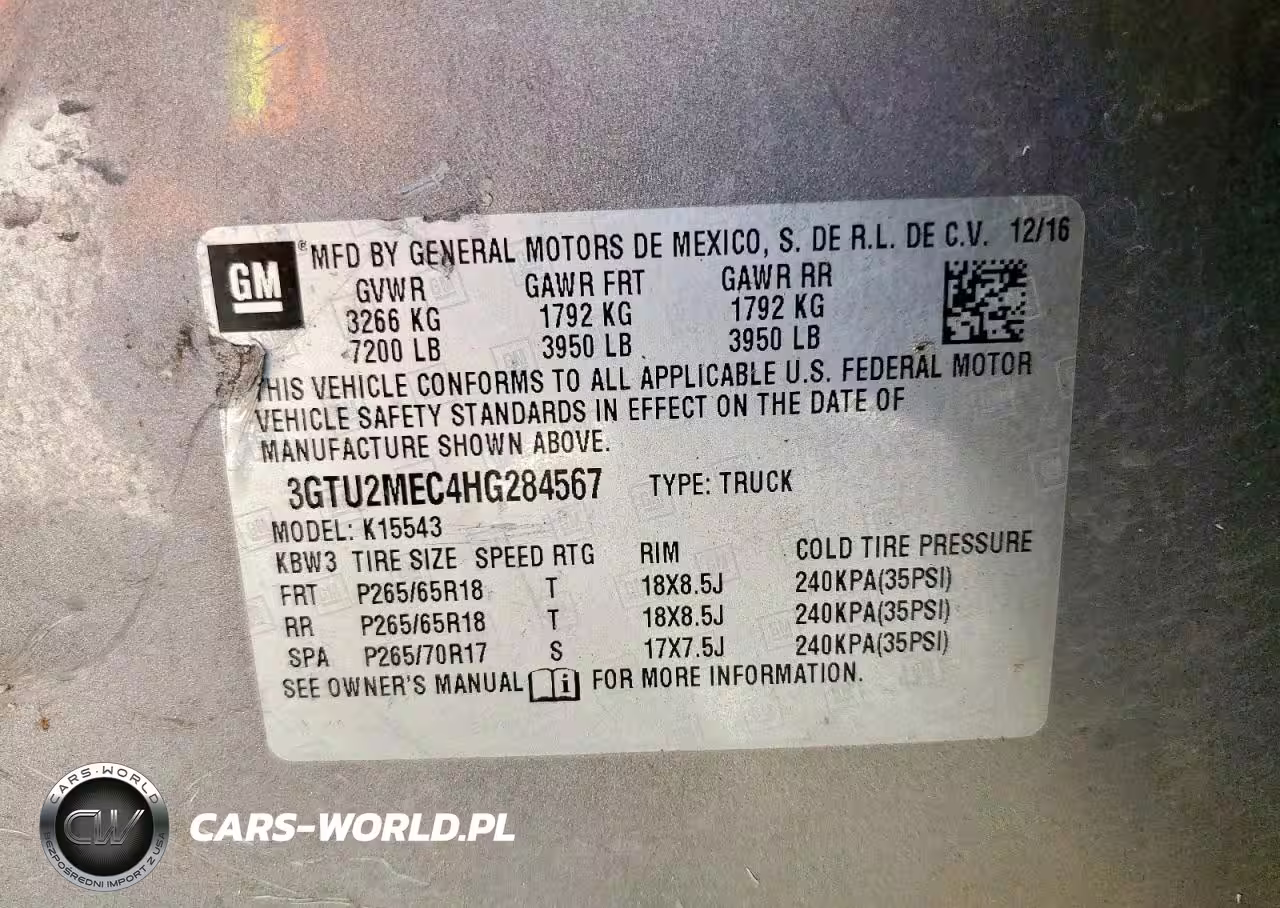 GM ® MFD BY GENERAL MOTORS DE MEXICO, S. DE R.L. DE C.V. 12/16
GVWR GAWR FRT GAWR RR
3266 KG 1792 KG 1792 KG
7200 LB 3950 LB 3950 LB
THIS VEHICLE CONFORMS TO ALL APPLICABLE U.S. FEDERAL MOTOR
VEHICLE SAFETY STANDARDS IN EFFECT ON THE DATE OF
MANUFACTURE SHOWN ABOVE.
3GTU2MEC4HG284567 TYPE: TRUCK
MODEL: K15543
KBW3 TIRE SIZE SPEED RTG RIM COLD TIRE PRESSURE
FRT P265/65R18 T 18X8.5J 240KPA(35PSI)
RR P265/65R18 T 18X8.5J 240KPA(35PSI)
SPA P265/70R17 S 17X7.5J 240KPA(35PSI)
SEE OWNER'S MANUAL i FOR MORE INFORMATION.
CARS-WORLD
CW
BEZPOŚREDNI IMPORT Z USA
CARS-WORLD.PL